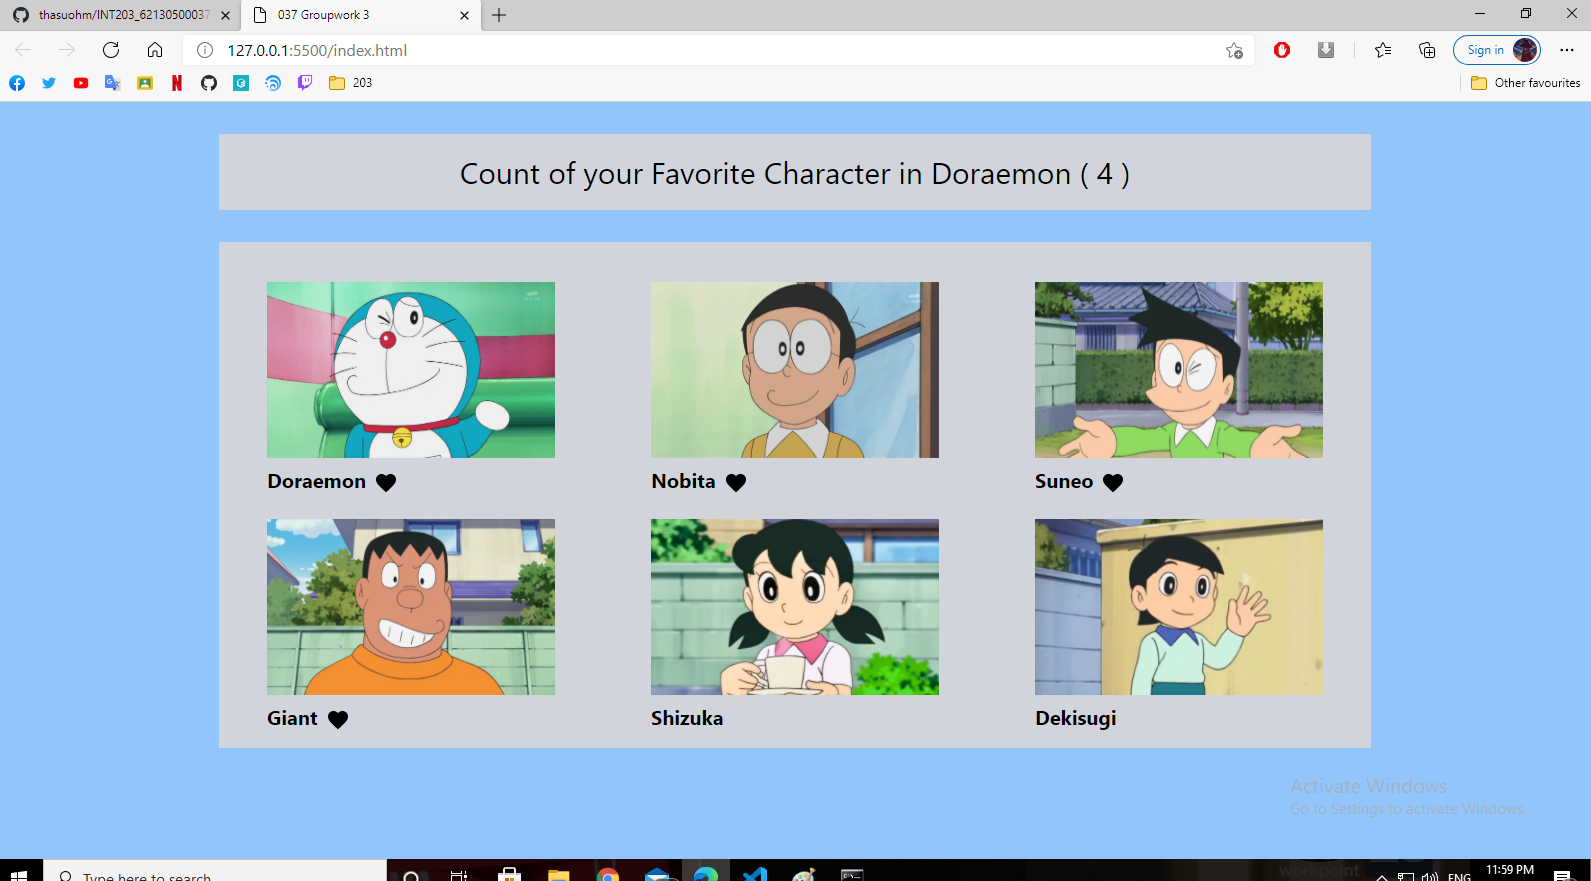 thasuohm/INT203_62130500037
037 Groupwork 3
127.0.0.1:5500/index.html
Sign in
203
Other favourites
Count of your Favorite Character in Doraemon ( 4 )
Doraemon
Nobita
Suneo
Giant
Shizuka
Dekisugi
Activate Windows
Go to Settings to activate Windows.
Type here to search
workpoint
ENG
11:59 PM